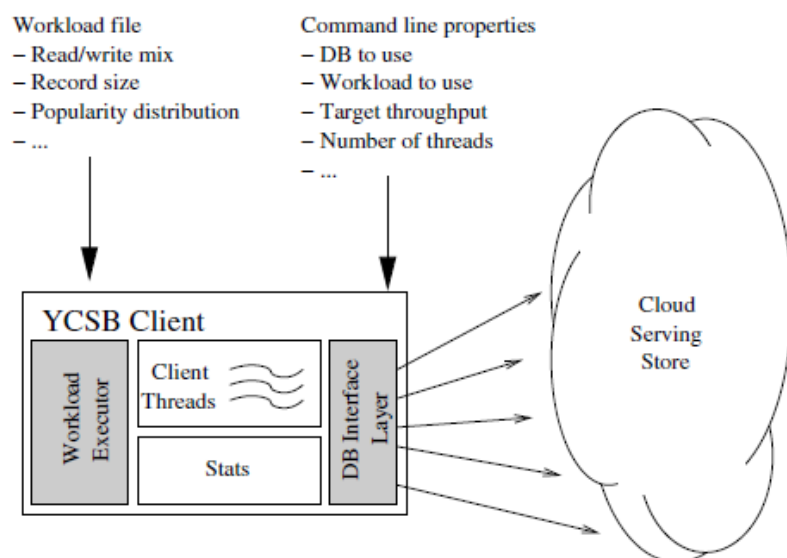 Workload file
– Read/write mix
– Record size
– Popularity distribution
– ...
Command line properties
– DB to use
– Workload to use
– Target throughput
– Number of threads
– ...
YCSB Client
Workload
Executor
Client
Threads
Stats
DB Interface
Layer
Cloud
Serving
Store